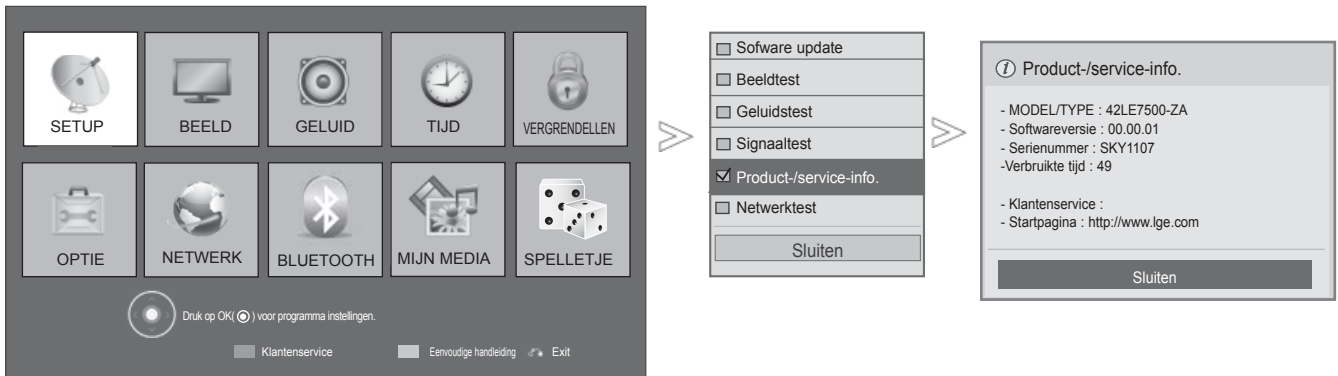 SETUP
BEELD
GELUID
TIJD
VERGRENDELLEN
OPTIE
NETWERK
BLUETOOTH
MIJN MEDIA
SPELLETJE
Druk op OK( ) voor programma instellingen.
Klantenservice
Eenvoudige handleiding
Exit
Sofware update
Beeldtest
Geluidstest
Signaaltest
Product-/service-info.
Netwerktest
Sluiten
i Product-/service-info.
- MODEL/TYPE : 42LE7500-ZA
- Softwareversie : 00.00.01
- Serienummer : SKY1107
-Verbruikte tijd : 49
- Klantenservice :
- Startpagina : http://www.lge.com
Sluiten